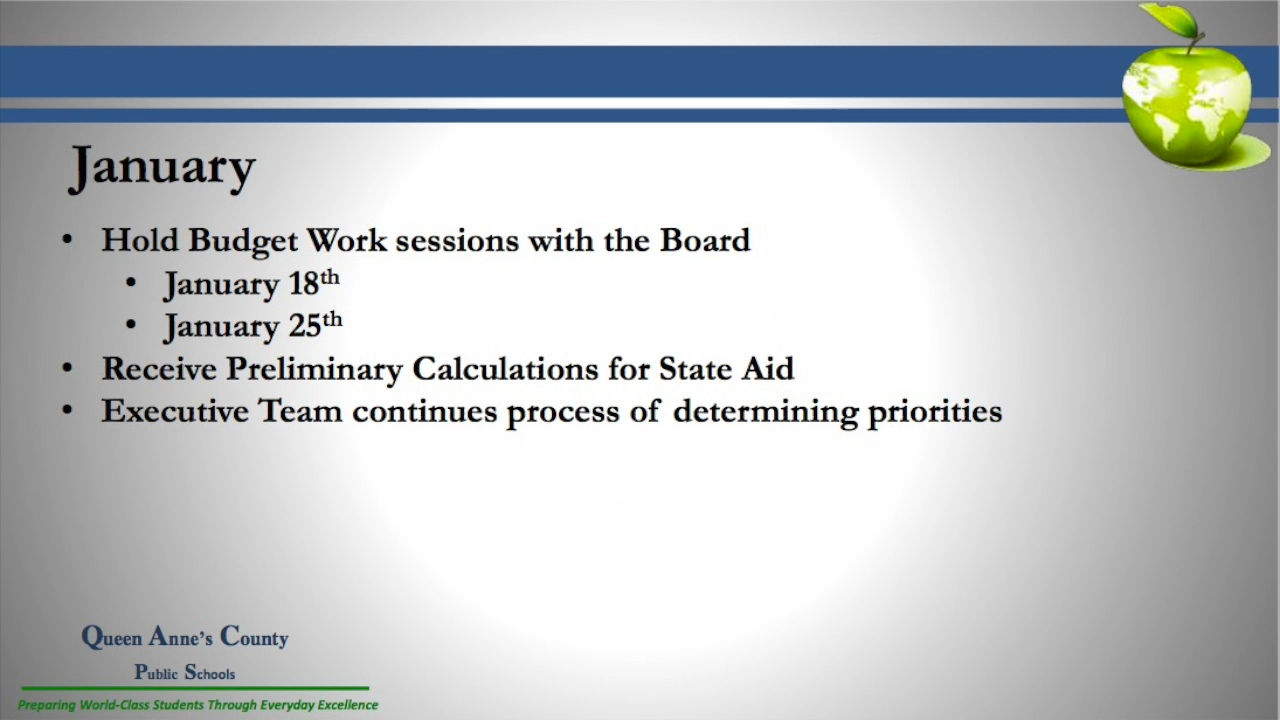 January
• Hold Budget Work sessions with the Board
• January 18th
• January 25th
• Receive Preliminary Calculations for State Aid
• Executive Team continues process of determining priorities
Queen Anne's County
Public Schools
Preparing World-Class Students Through Everyday Excellence